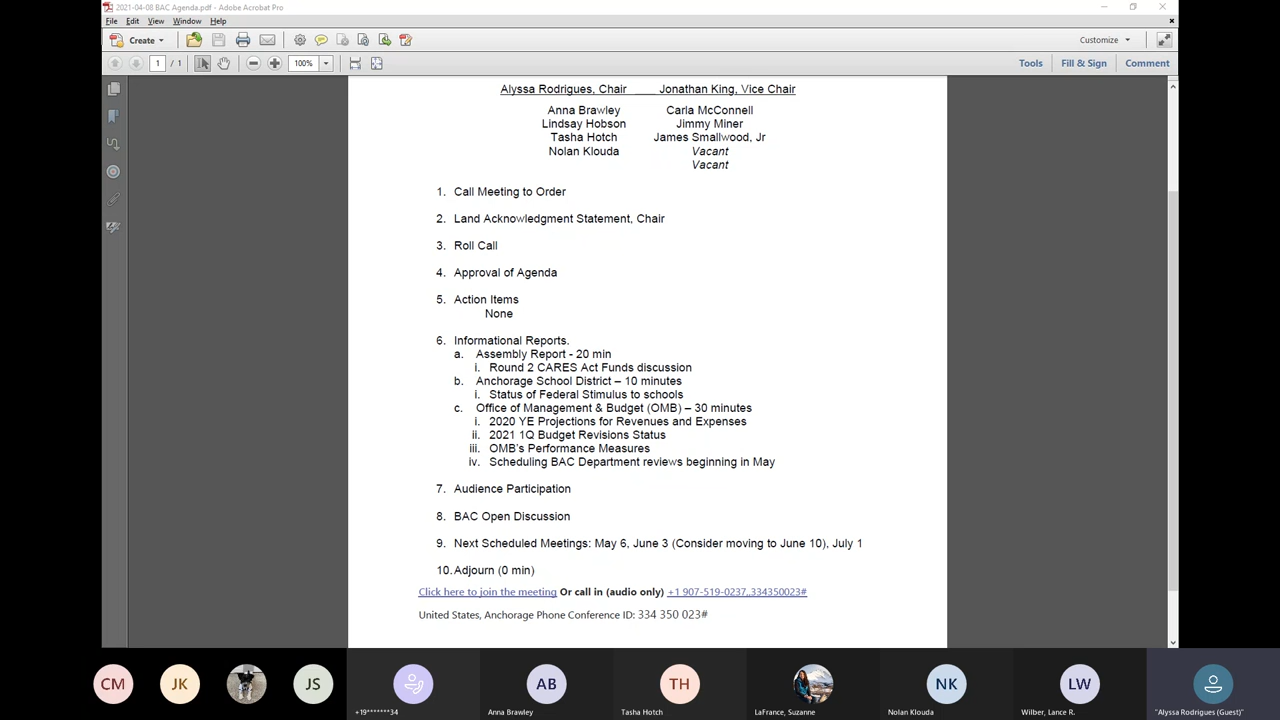 2021-04-08 BAC Agenda.pdf - Adobe Acrobat Pro
File Edit View Window Help
Create
Customize
1 / 1
100%
Tools Fill & Sign Comment
Alyssa Rodrigues, Chair ____ Jonathan King, Vice Chair
Anna Brawley Carla McConnell
Lindsay Hobson Jimmy Miner
Tasha Hotch James Smallwood, Jr
Nolan Klouda Vacant
Vacant
1. Call Meeting to Order
2. Land Acknowledgment Statement, Chair
3. Roll Call
4. Approval of Agenda
5. Action Items
None
6. Informational Reports.
a. Assembly Report - 20 min
i. Round 2 CARES Act Funds discussion
b. Anchorage School District – 10 minutes
i. Status of Federal Stimulus to schools
c. Office of Management & Budget (OMB) – 30 minutes
i. 2020 YE Projections for Revenues and Expenses
ii. 2021 1Q Budget Revisions Status
iii. OMB's Performance Measures
iv. Scheduling BAC Department reviews beginning in May
7. Audience Participation
8. BAC Open Discussion
9. Next Scheduled Meetings: May 6, June 3 (Consider moving to June 10), July 1
10. Adjourn (0 min)
Click here to join the meeting Or call in (audio only) +1 907-519-0237,,334350023#
United States, Anchorage Phone Conference ID: 334 350 023#
CM JK JS AB TH NK LW
+19*******34 Anna Brawley Tasha Hotch LaFrance, Suzanne Nolan Klouda Wilber, Lance R. "Alyssa Rodrigues (Guest)"